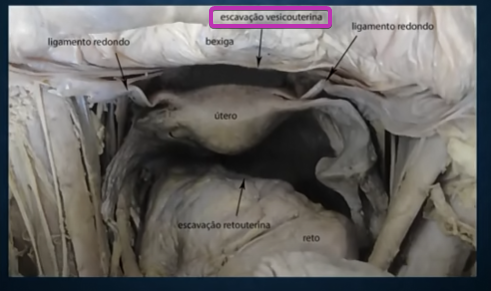 escavação vesicouterina
ligamento redondo
bexiga
ligamento redondo
útero
escavação retouterina
reto